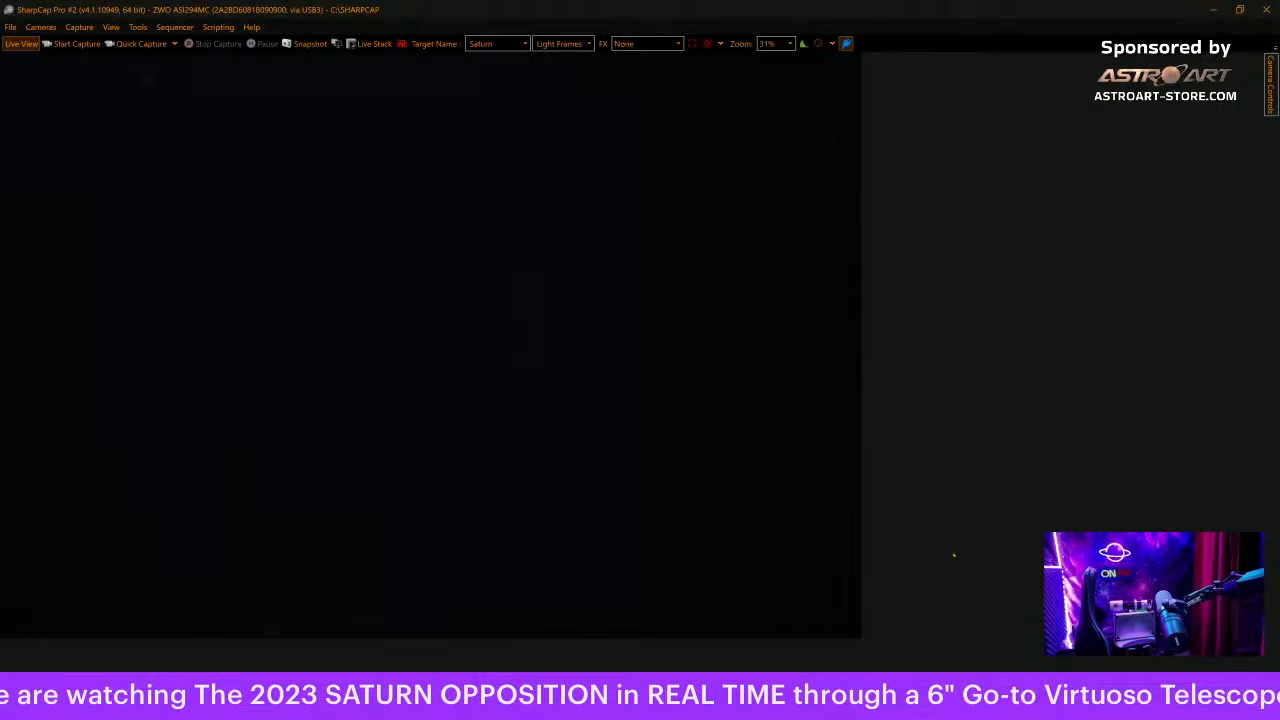 SharpCap Pro #2 (v4.1.10949, 64 bit) - ZWO ASI294MC (2A2BD6081B090900, via USB3) - C:\SHARPCAP
File Cameras Capture View Tools Sequencer Scripting Help
Live View Start Capture Quick Capture Stop Capture Pause Snapshot Live Stack Target Name : Saturn Light Frames FX None Zoom: 31%
Sponsored by
ASTROART
ASTROART-STORE.COM
Camera Controls
ON
e are watching The 2023 SATURN OPPOSITION in REAL TIME through a 6" Go-to Virtuoso Telescope